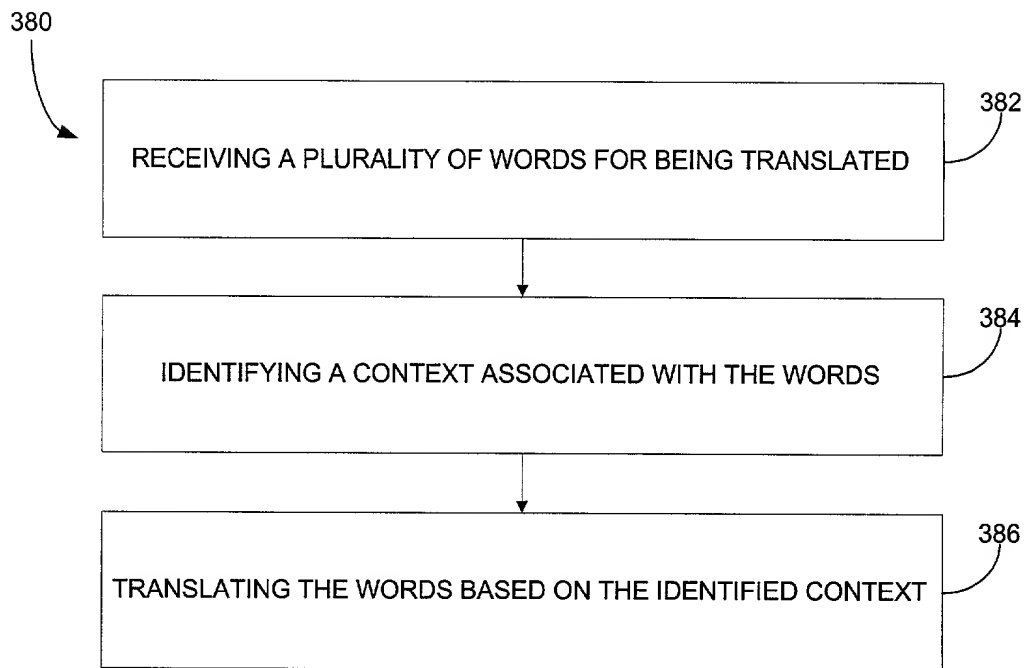 380
382
RECEIVING A PLURALITY OF WORDS FOR BEING TRANSLATED
384
IDENTIFYING A CONTEXT ASSOCIATED WITH THE WORDS
386
TRANSLATING THE WORDS BASED ON THE IDENTIFIED CONTEXT